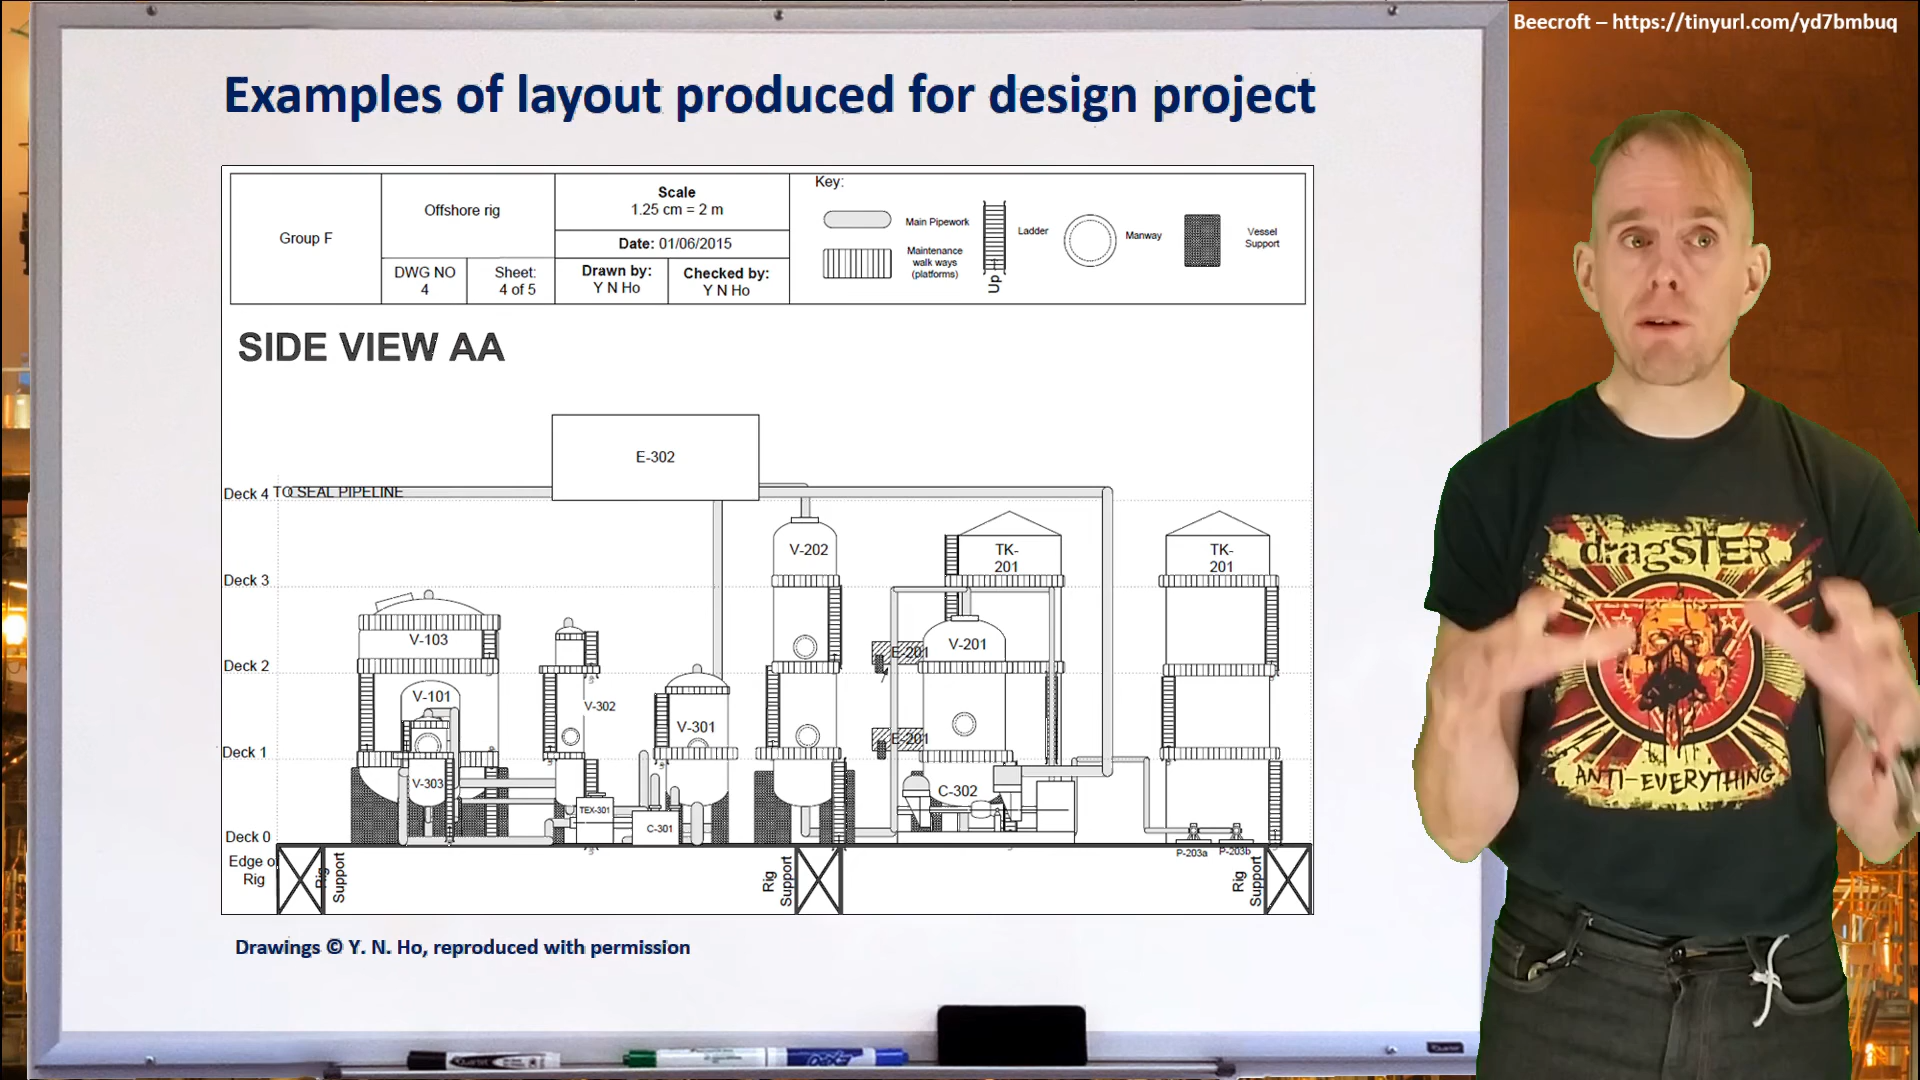 Beecroft – https://tinyurl.com/yd7bmbuq
Examples of layout produced for design project
Group F
Offshore rig
DWG NO
4
Sheet:
4 of 5
Scale
1.25 cm = 2 m
Date: 01/06/2015
Drawn by:
Y N Ho
Checked by:
Y N Ho
Key:
Main Pipework
Maintenance
walk ways
(platforms)
Up
Ladder
Manway
Vessel
Support
SIDE VIEW AA
E-302
Deck 4
TO SEAL PIPELINE
Deck 3
Deck 2
Deck 1
Deck 0
Edge o
Rig
V-103
V-101
V-303
V-302
TEX-301
V-301
C-301
V-202
E-201
E-201
V-201
C-302
TK-
201
TK-
201
P-203a
P-203b
Rig
Support
Rig
Support
Rig
Support
Drawings © Y. N. Ho, reproduced with permission
dragSTER
ANTI-EVERYTHING